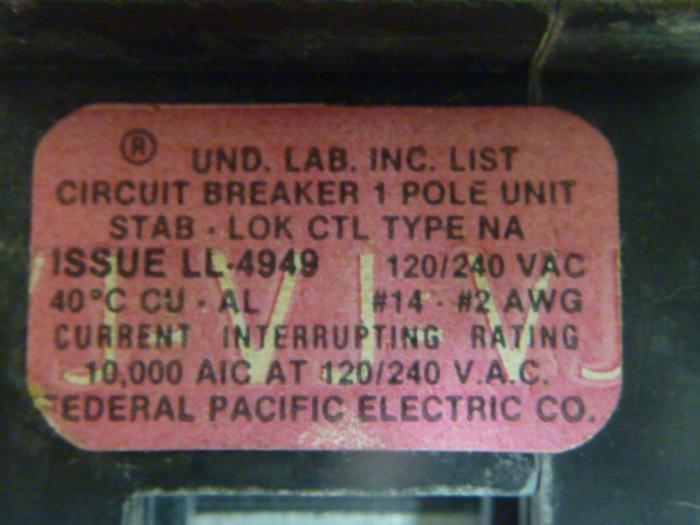 ® UND. LAB. INC. LIST
CIRCUIT BREAKER 1 POLE UNIT
STAB - LOK CTL TYPE NA
ISSUE LL-4949 120/240 VAC
40°C CU - AL #14 - #2 AWG
CURRENT INTERRUPTING RATING
10,000 AIC AT 120/240 V.A.C.
FEDERAL PACIFIC ELECTRIC CO.